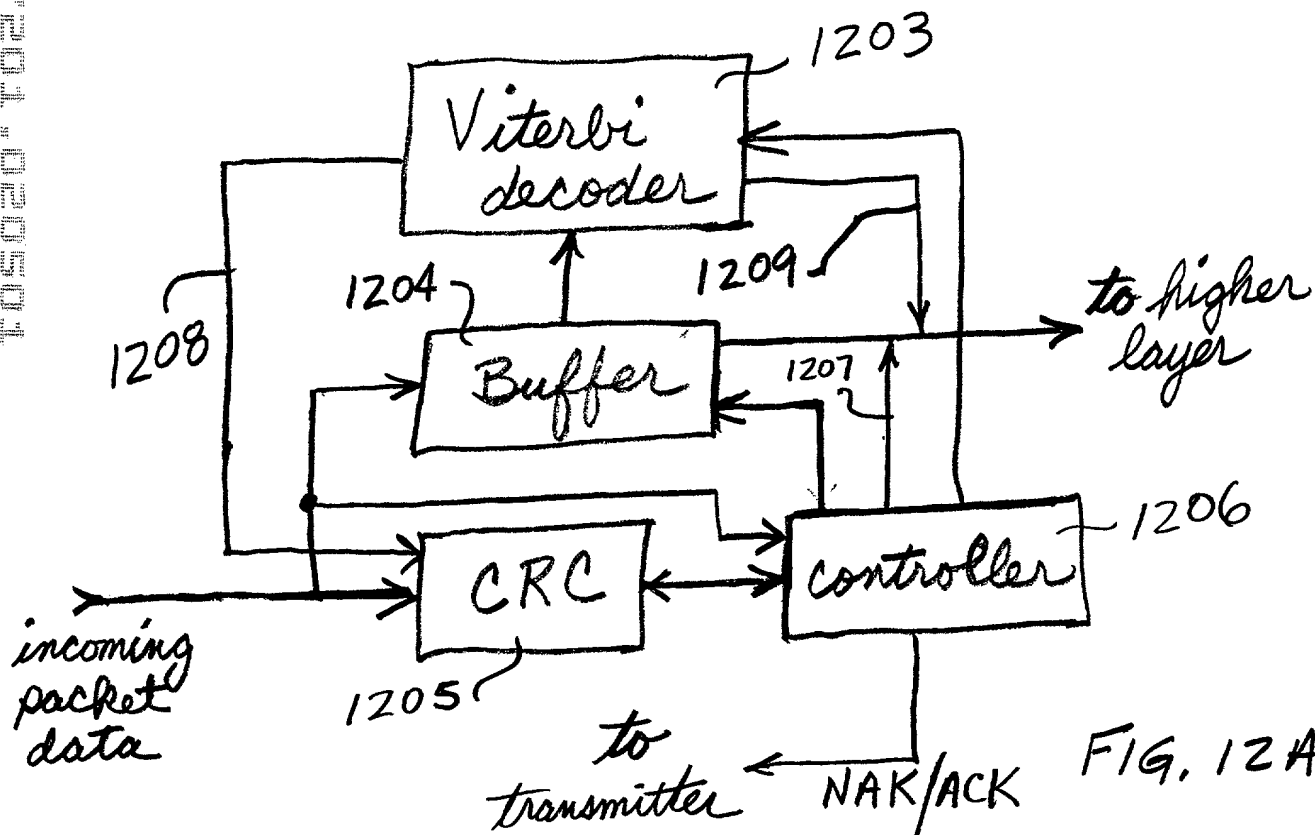 1203
Viterbi
decoder
1204
1209
1208
to higher
layer
Buffer
1207
1206
CRC
controller
incoming
packet
data
1205
to
transmitter
NAK/ACK
FIG. 12A